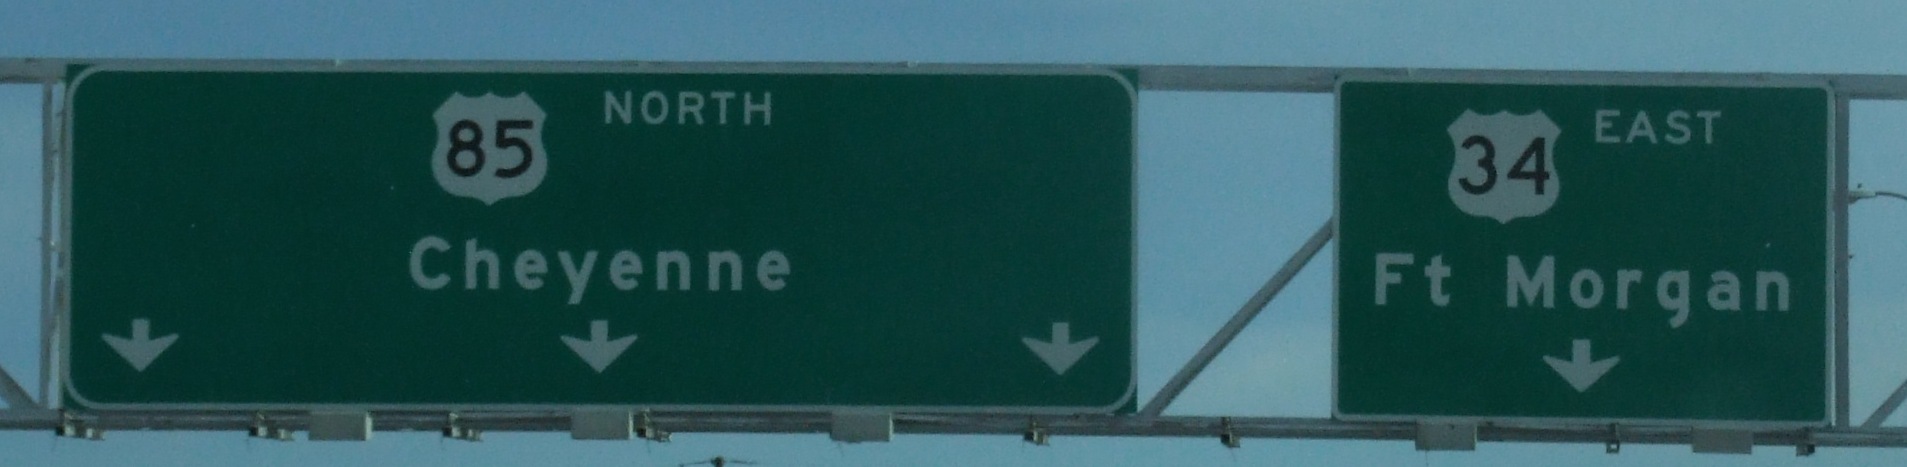 85 NORTH
Cheyenne
34 EAST
Ft Morgan